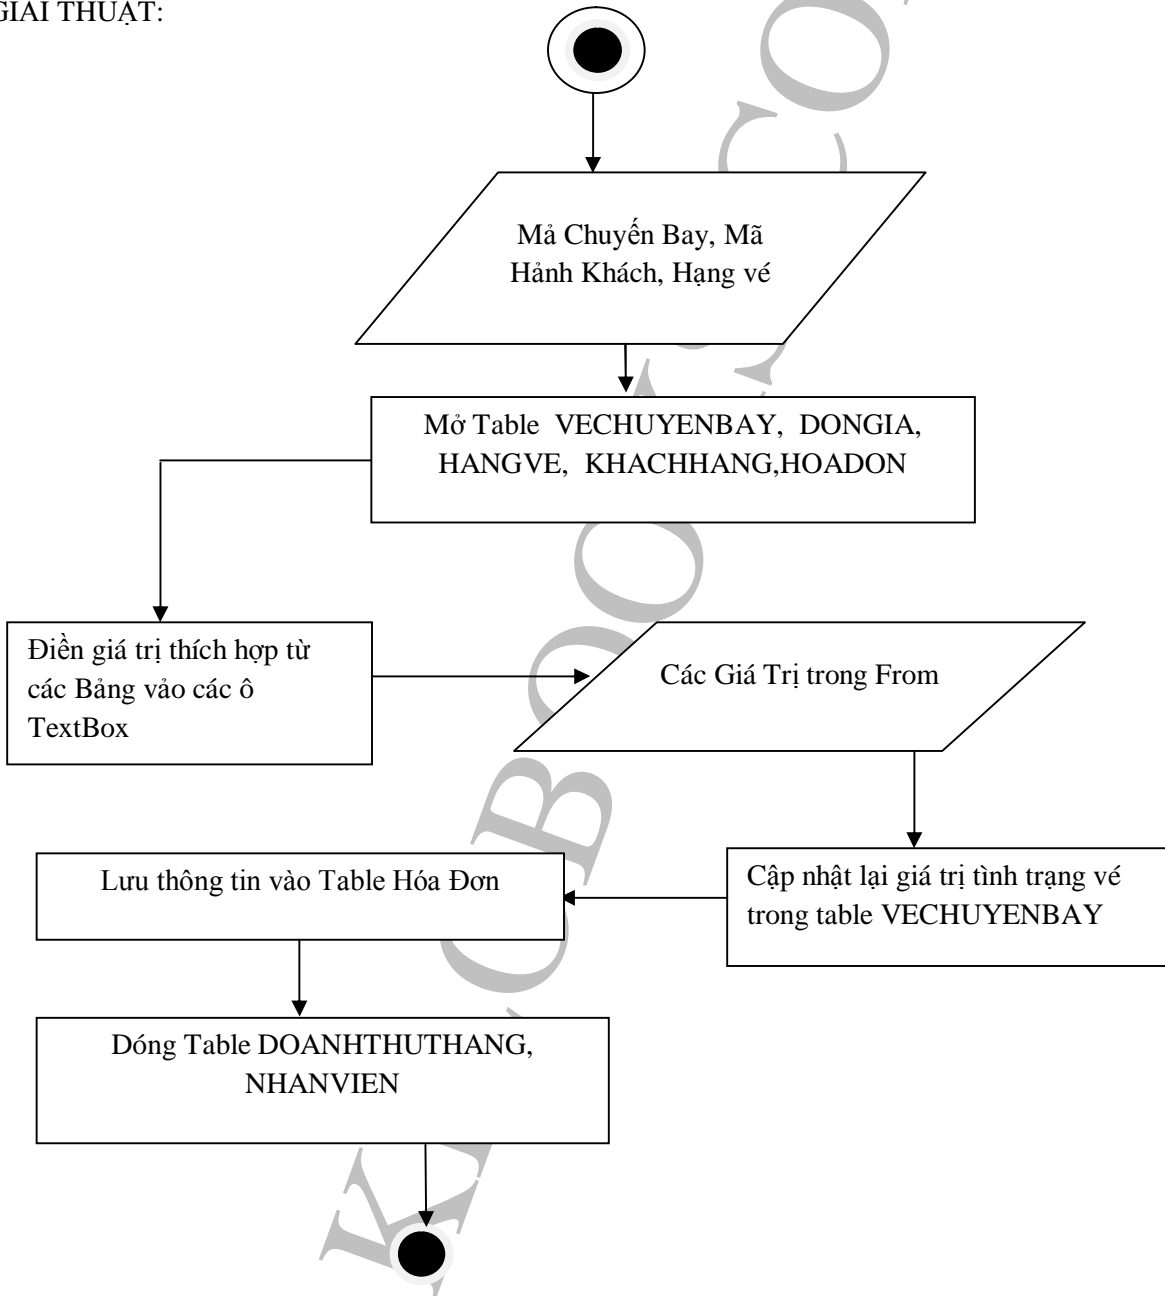 GIẢI THUẬT:
Mả Chuyến Bay, Mã
Hảnh Khách, Hạng vé
Mở Table VECHUYENBAY, DONGIA,
HANGVE, KHACHHANG,HOADON
Điền giá trị thích hợp từ
các Bảng vảo các ô
TextBox
Các Giá Trị trong From
Cập nhật lại giá trị tình trạng vé
trong table VECHUYENBAY
Lưu thông tin vào Table Hóa Đơn
Dóng Table DOANHTHUTHANG,
NHANVIEN